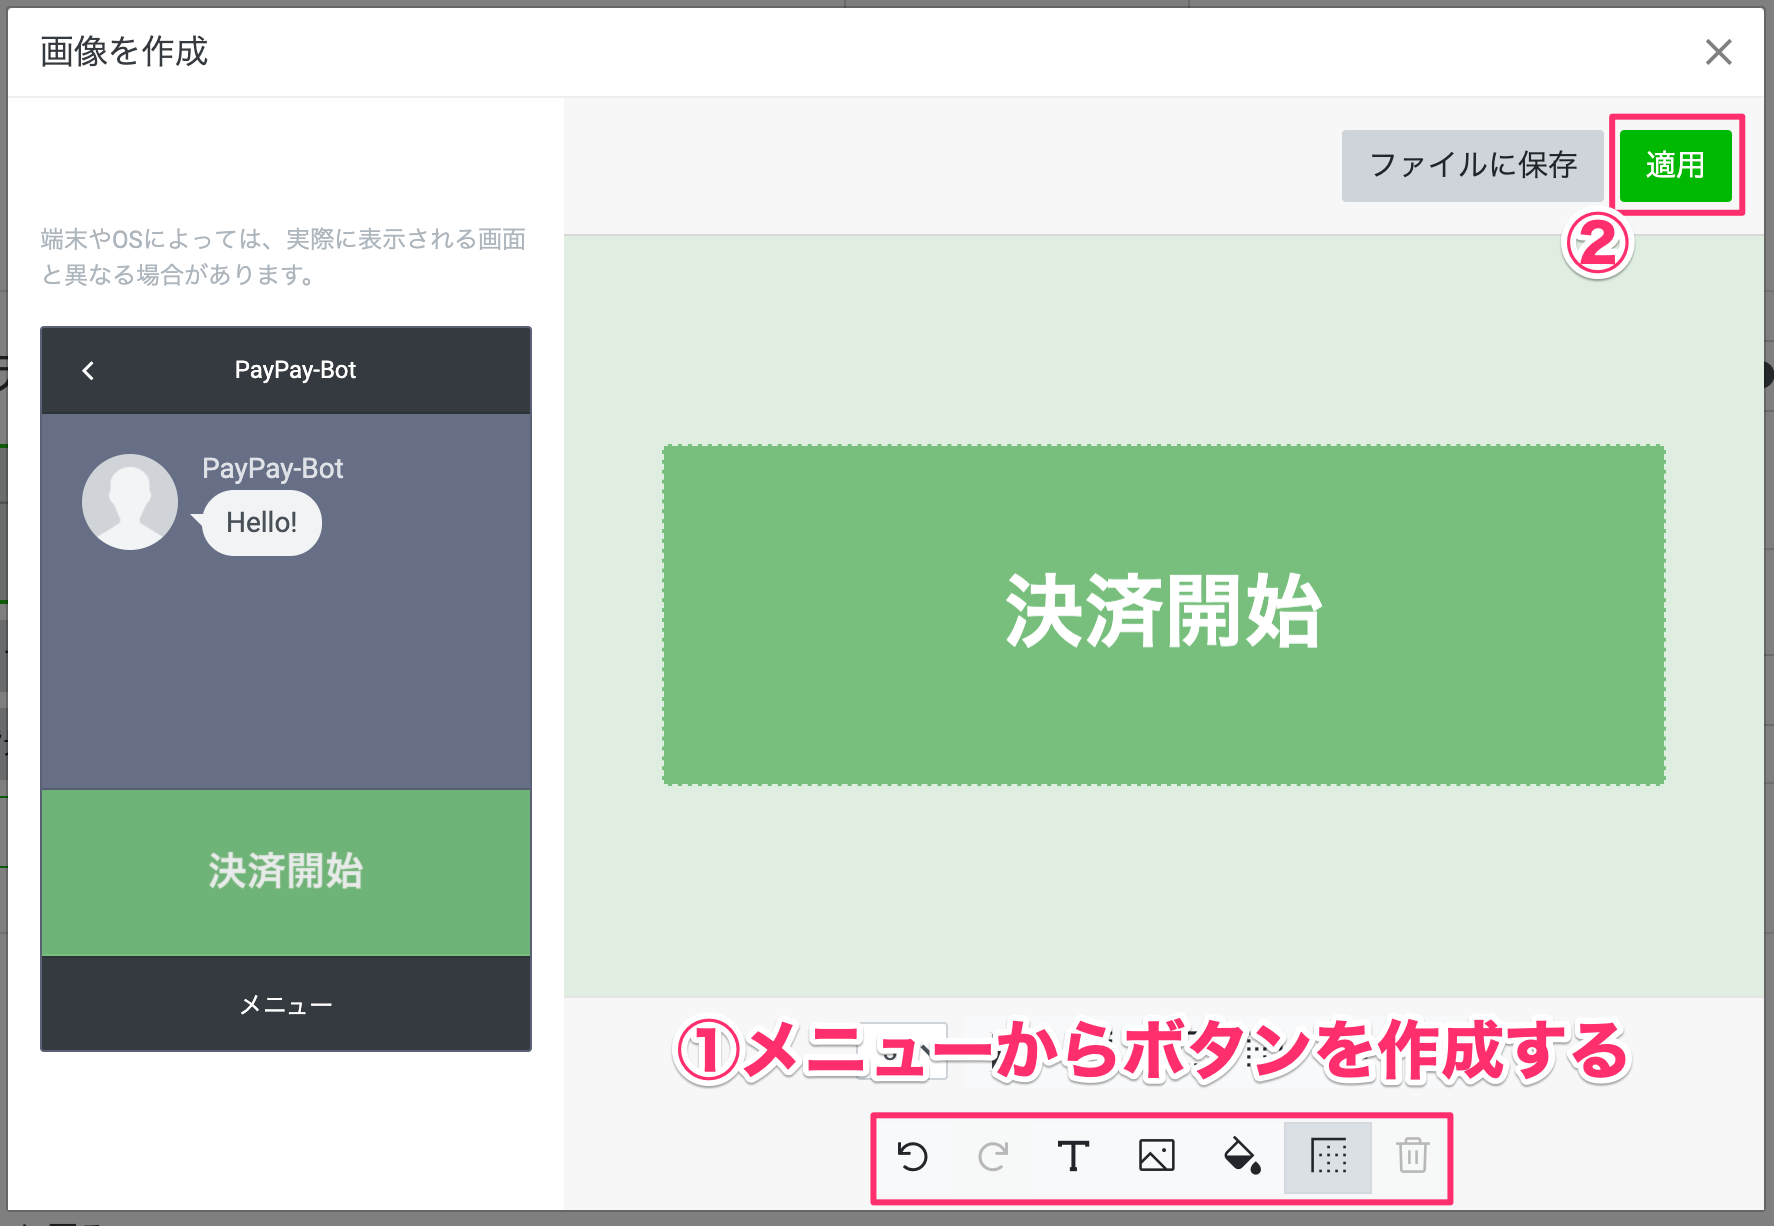 画像を作成
ファイルに保存
適用
②
端末やOSによっては、実際に表示される画面
と異なる場合があります。
PayPay-Bot
PayPay-Bot
Hello!
決済開始
決済開始
メニュー
①メニューからボタンを作成する